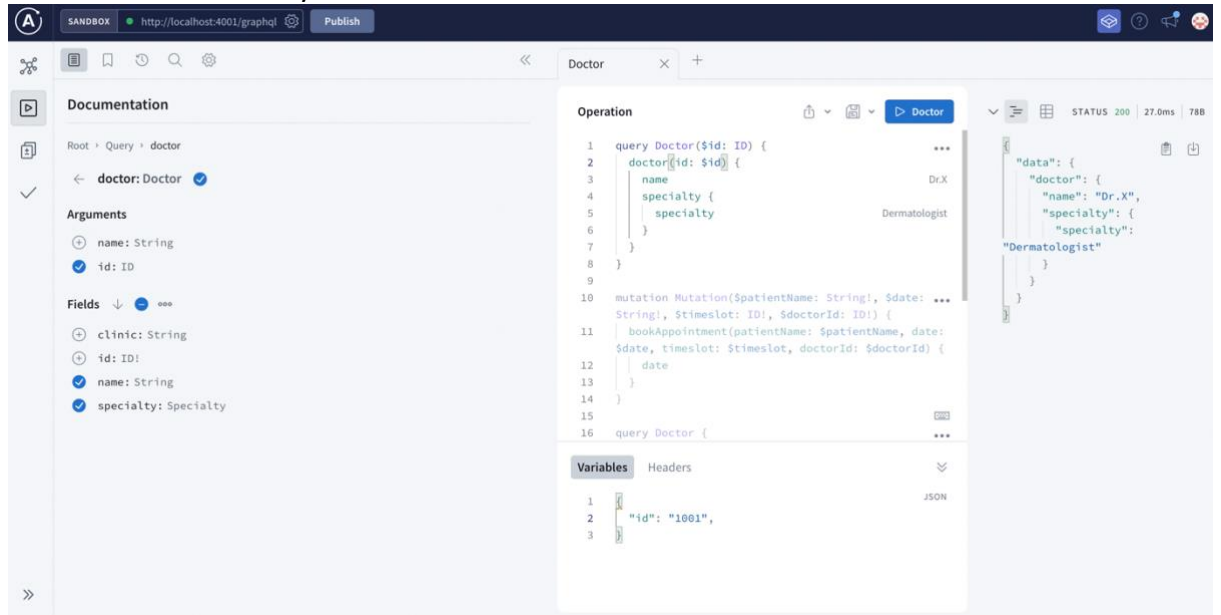 SANDBOX http://localhost:4001/graphql Publish
Documentation
Root › Query › doctor
doctor: Doctor
Arguments
name: String
id: ID
Fields
clinic: String
id: ID!
name: String
specialty: Specialty
Doctor
Operation
Doctor
1 query Doctor($id: ID) {
2 doctor(id: $id) {
3 name Dr.X
4 specialty {
5 specialty Dermatologist
6 }
7 }
8 }
9
10 mutation Mutation($patientName: String!, $date:
String!, $timeslot: ID!, $doctorId: ID!) {
11 bookAppointment(patientName: $patientName, date:
$date, timeslot: $timeslot, doctorId: $doctorId) {
12 date
13 }
14 }
15
16 query Doctor {
Variables Headers
JSON
1 {
2 "id": "1001",
3 }
STATUS 200 27.0ms 78B
{
"data": {
"doctor": {
"name": "Dr.X",
"specialty": {
"specialty":
"Dermatologist"
}
}
}
}